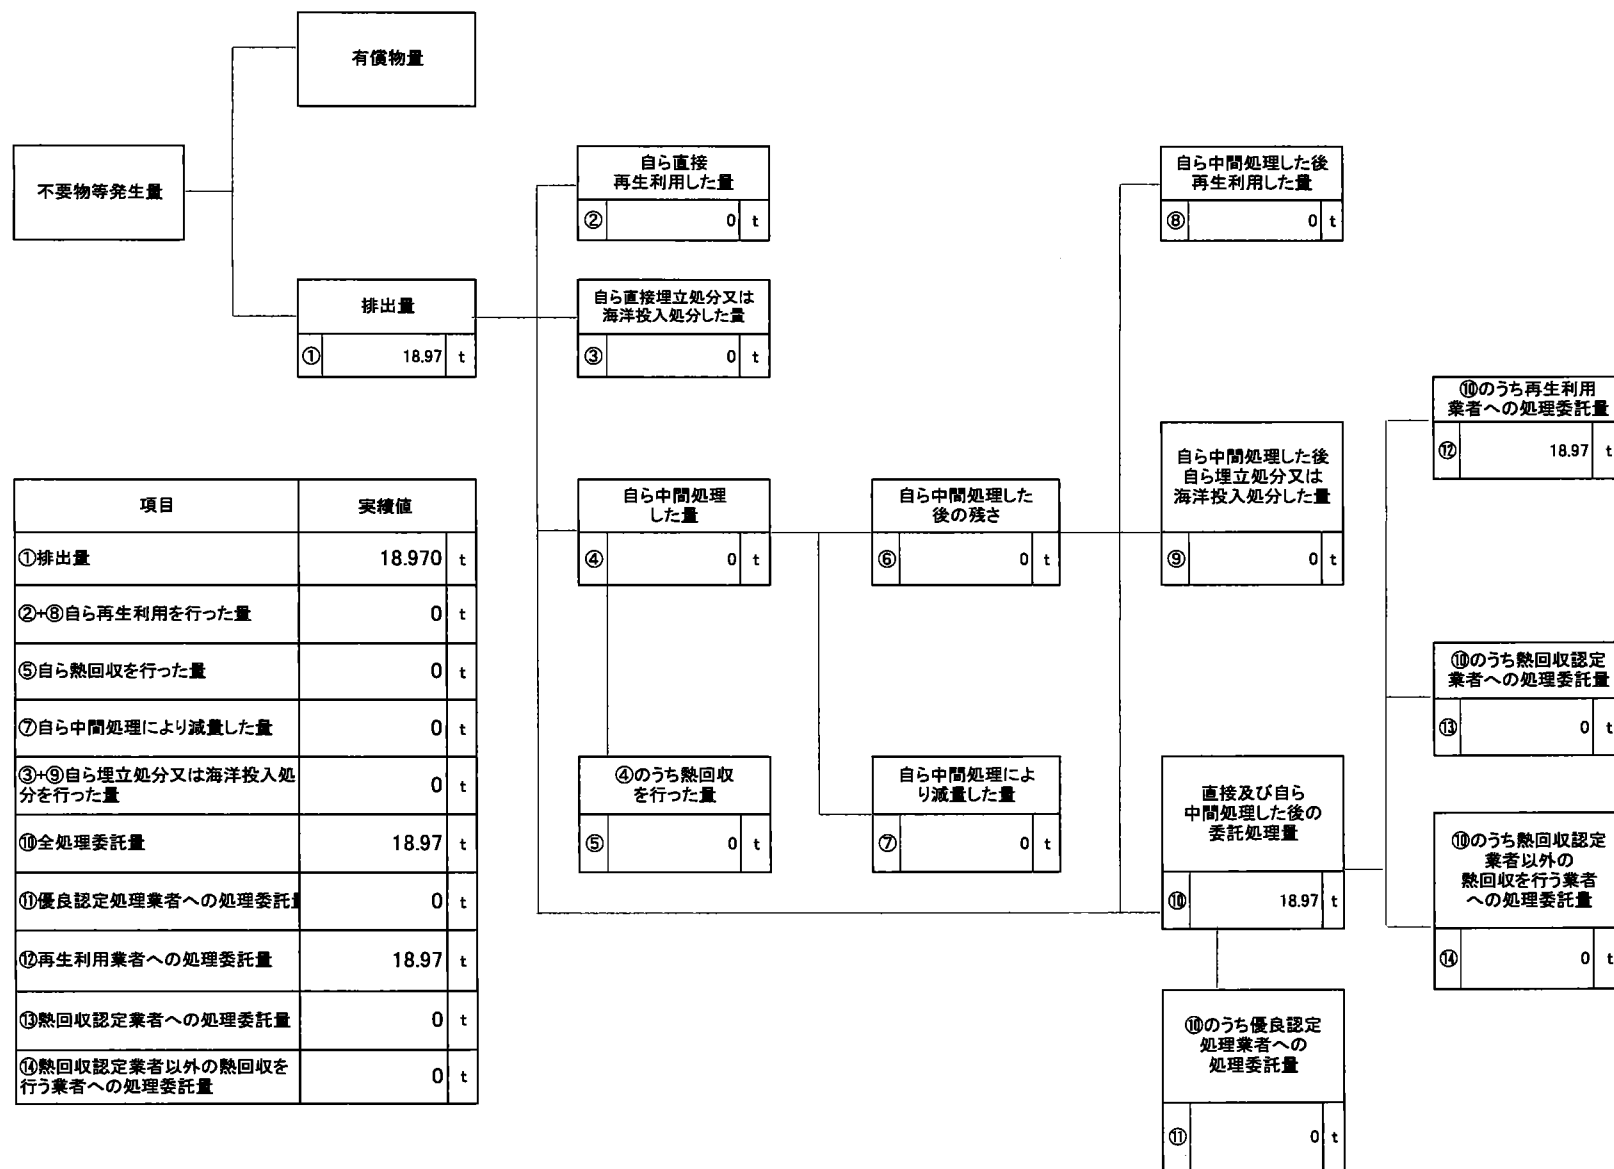 有償物量
不要物等発生量
自ら直接
再生利用した量
② 0 t
自ら中間処理した後
再生利用した量
⑧ 0 t
排出量
① 18.97 t
自ら直接埋立処分又は
海洋投入処分した量
③ 0 t
⑩のうち再生利用
業者への処理委託量
⑫ 18.97 t
自ら中間処理
した量
④ 0 t
自ら中間処理した
後の残さ
⑥ 0 t
自ら中間処理した後
自ら埋立処分又は
海洋投入処分した量
⑨ 0 t
⑩のうち熱回収認定
業者への処理委託量
⑬ 0 t
④のうち熱回収
を行った量
⑤ 0 t
自ら中間処理によ
り減量した量
⑦ 0 t
直接及び自ら
中間処理した後の
委託処理量
⑩ 18.97 t
⑩のうち熱回収認定
業者以外の
熱回収を行う業者
への処理委託量
⑭ 0 t
⑩のうち優良認定
処理業者への
処理委託量
⑪ 0 t
項目 実績値
①排出量 18.970 t
②+⑧自ら再生利用を行った量 0 t
⑤自ら熱回収を行った量 0 t
⑦自ら中間処理により減量した量 0 t
③+⑨自ら埋立処分又は海洋投入処
分を行った量 0 t
⑩全処理委託量 18.97 t
⑪優良認定処理業者への処理委託量 0 t
⑫再生利用業者への処理委託量 18.97 t
⑬熱回収認定業者への処理委託量 0 t
⑭熱回収認定業者以外の熱回収を
行う業者への処理委託量 0 t